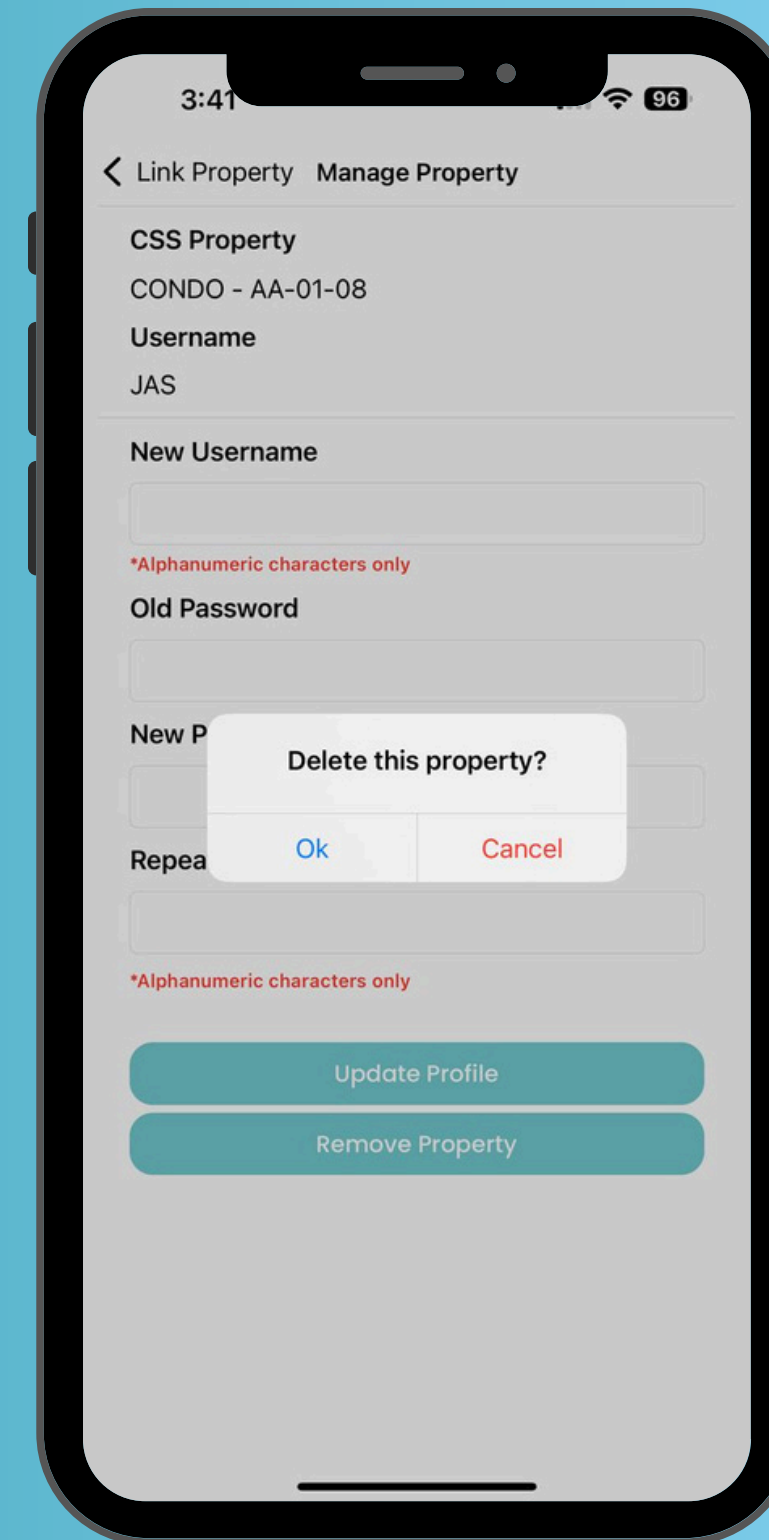 3:41
96
Link Property Manage Property
CSS Property
CONDO - AA-01-08
Username
JAS
New Username
*Alphanumeric characters only
Old Password
New P
Delete this property?
Ok Cancel
Repea
*Alphanumeric characters only
Update Profile
Remove Property